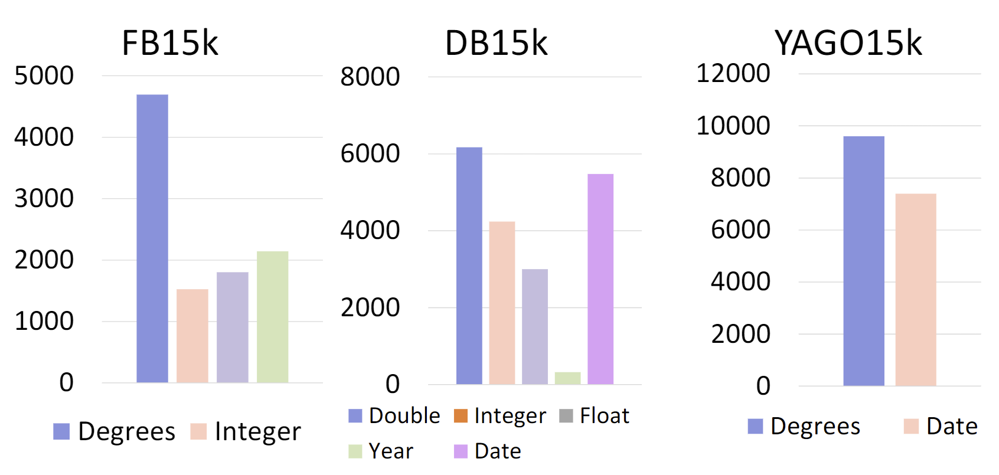 FB15k
5000
4000
3000
2000
1000
0
Degrees Integer
DB15k
8000
6000
4000
2000
0
Double Integer Float
Year Date
YAGO15k
12000
10000
8000
6000
4000
2000
0
Degrees Date